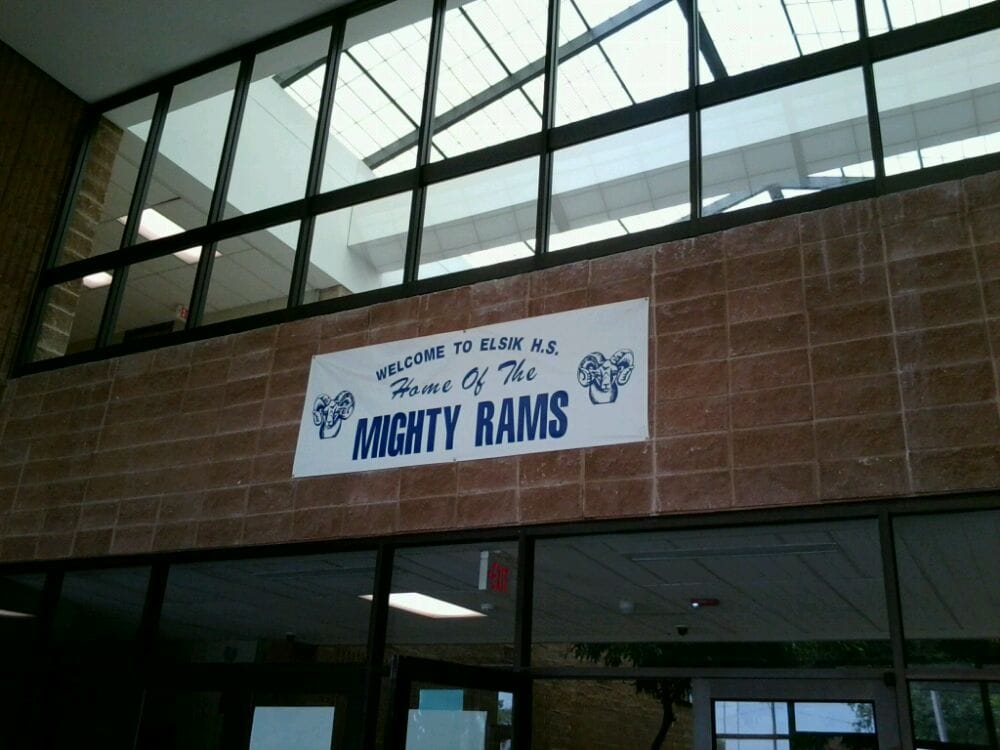 WELCOME TO ELSIK H.S.
Home Of The
MIGHTY RAMS
EXIT